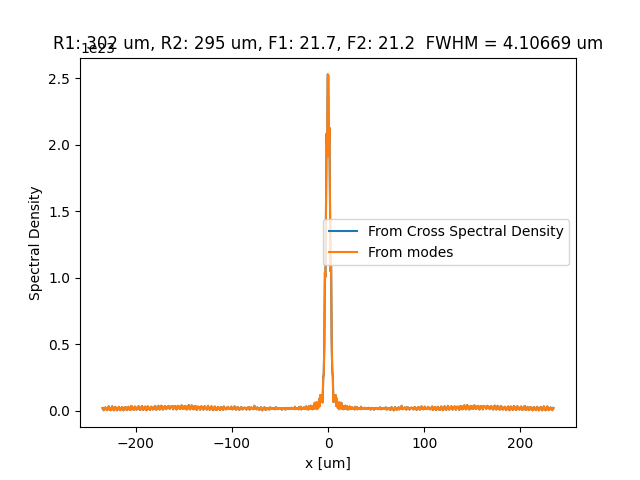 R1: 302 um, R2: 295 um, F1: 21.7, F2: 21.2  FWHM = 4.10669 um
1e23
2.5
2.0
1.5
1.0
0.5
0.0
Spectral Density
From Cross Spectral Density
From modes
−200
−100
0
100
200
x [um]